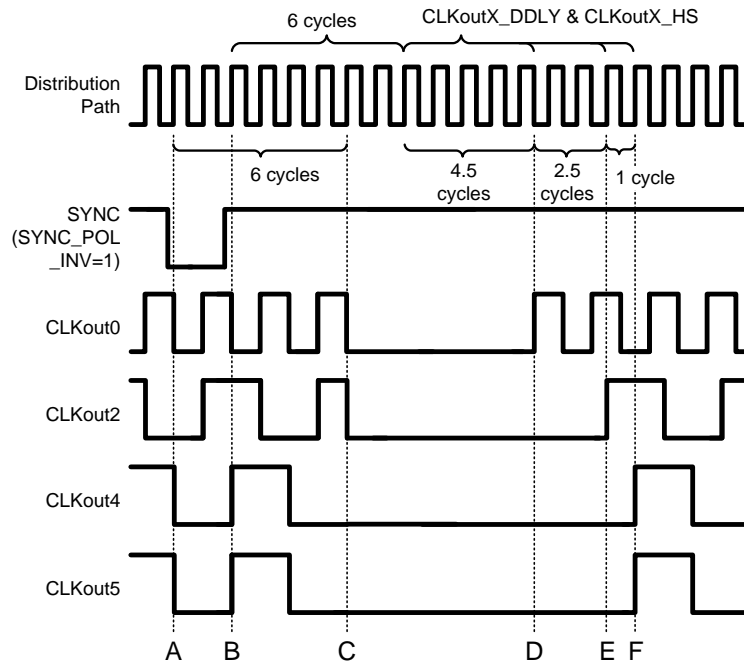 6 cycles
CLKoutX_DDLY & CLKoutX_HS
Distribution
Path
6 cycles
4.5
cycles
2.5
cycles
1 cycle
SYNC
(SYNC_POL
_INV=1)
CLKout0
CLKout2
CLKout4
CLKout5
A B C D E F